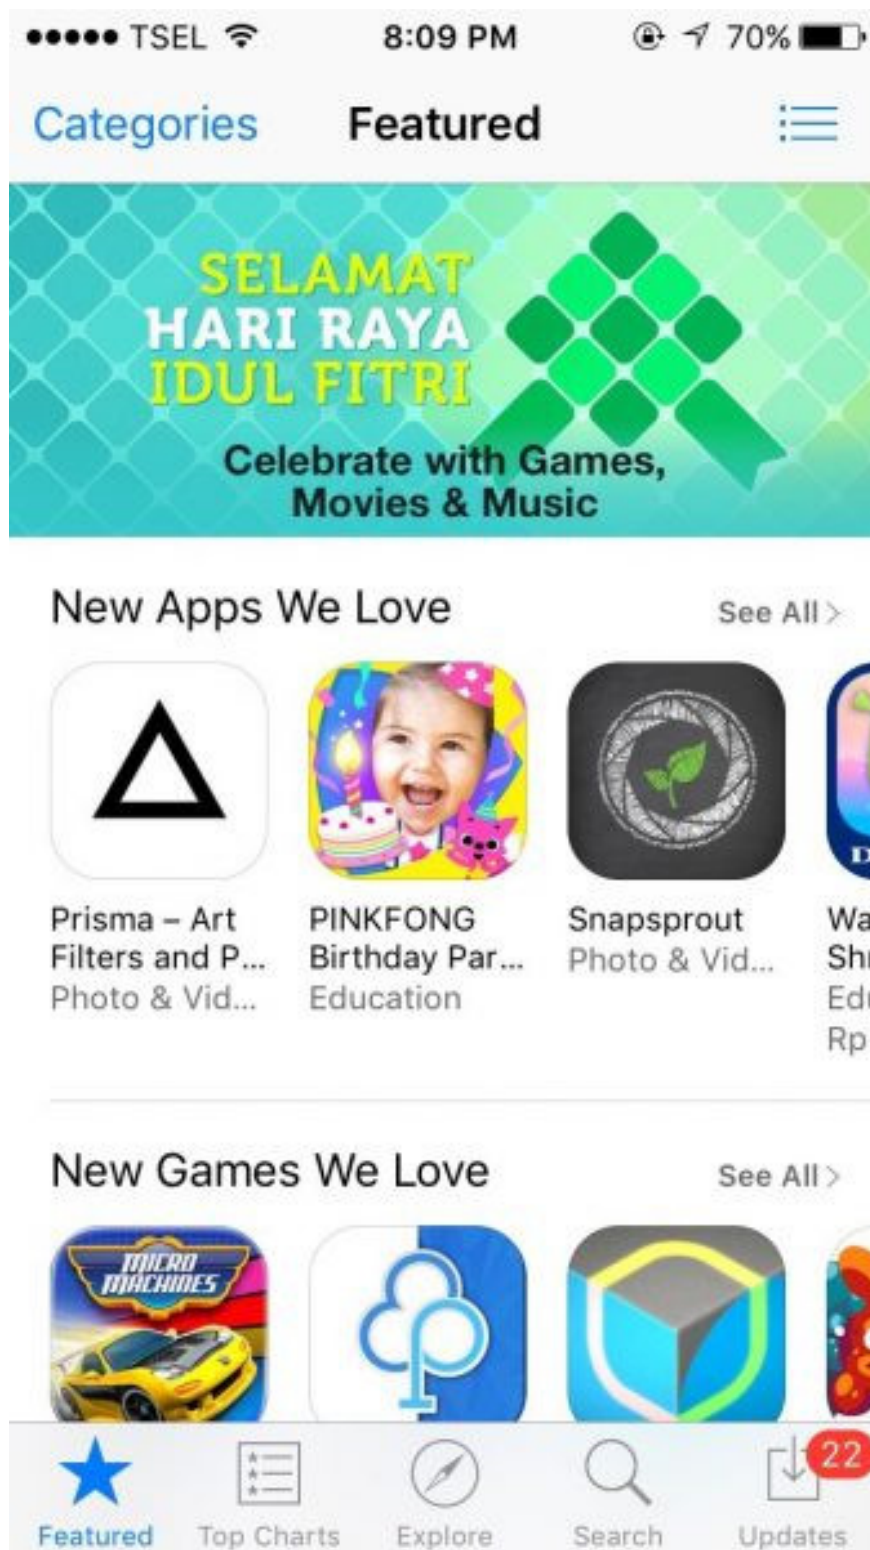 TSEL 8:09 PM 70%
Categories Featured
SELAMAT
HARI RAYA
IDUL FITRI
Celebrate with Games,
Movies & Music
New Apps We Love See All >
Prisma – Art
Filters and P...
Photo & Vid...
PINKFONG
Birthday Par...
Education
Snapsprout
Photo & Vid...
Rp
New Games We Love See All >
MICRO
MACHINES
22
Featured Top Charts Explore Search Updates